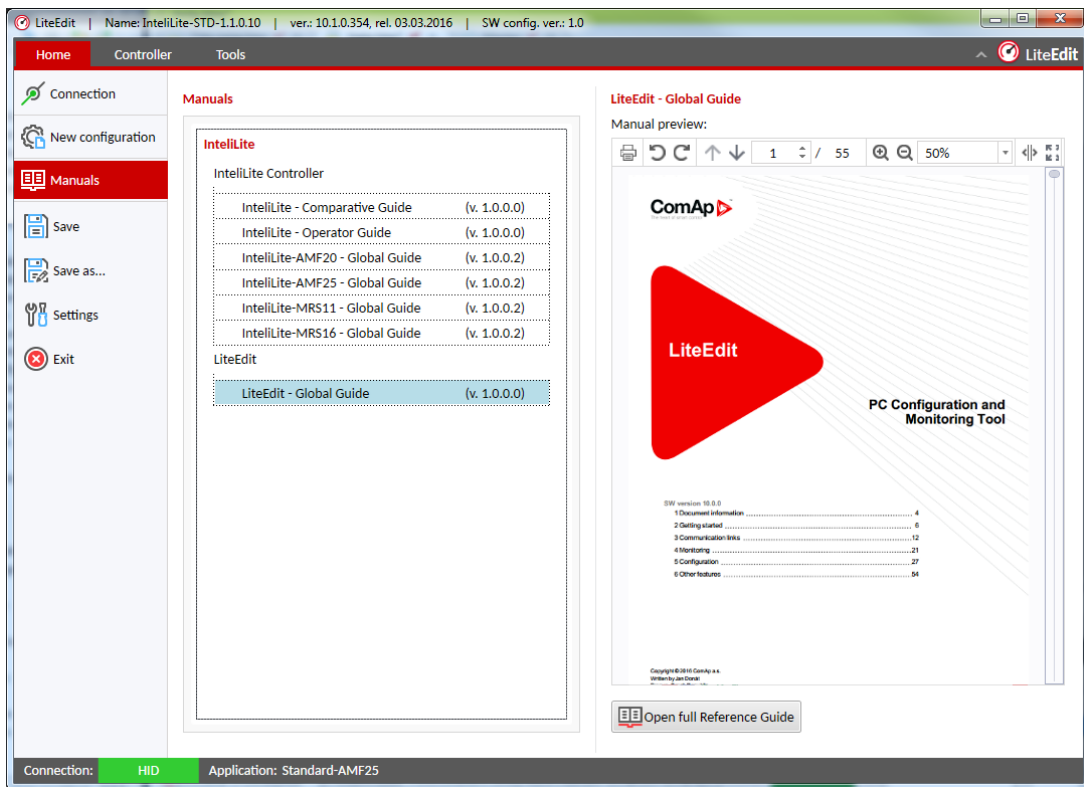 LiteEdit | Name: InteliLite-STD-1.1.0.10 | ver.: 10.1.0.354, rel. 03.03.2016 | SW config. ver.: 1.0
Home Controller Tools LiteEdit
Connection
New configuration
Manuals
Save
Save as...
Settings
Exit
Manuals
InteliLite
InteliLite Controller
InteliLite - Comparative Guide (v. 1.0.0.0)
InteliLite - Operator Guide (v. 1.0.0.0)
InteliLite-AMF20 - Global Guide (v. 1.0.0.2)
InteliLite-AMF25 - Global Guide (v. 1.0.0.2)
InteliLite-MRS11 - Global Guide (v. 1.0.0.2)
InteliLite-MRS16 - Global Guide (v. 1.0.0.2)
LiteEdit
LiteEdit - Global Guide (v. 1.0.0.0)
LiteEdit - Global Guide
Manual preview:
1 / 55 50%
ComAp
LiteEdit
PC Configuration and
Monitoring Tool
SW version 10.0.0
1 Document information ........ 4
2 Getting started ........ 6
3 Communication links ........ 12
4 Monitoring ........ 21
5 Configuration ........ 27
6 Other features ........ 54
Copyright © 2016 ComAp a.s.
Written by Jan Donát
Open full Reference Guide
Connection: HID Application: Standard-AMF25